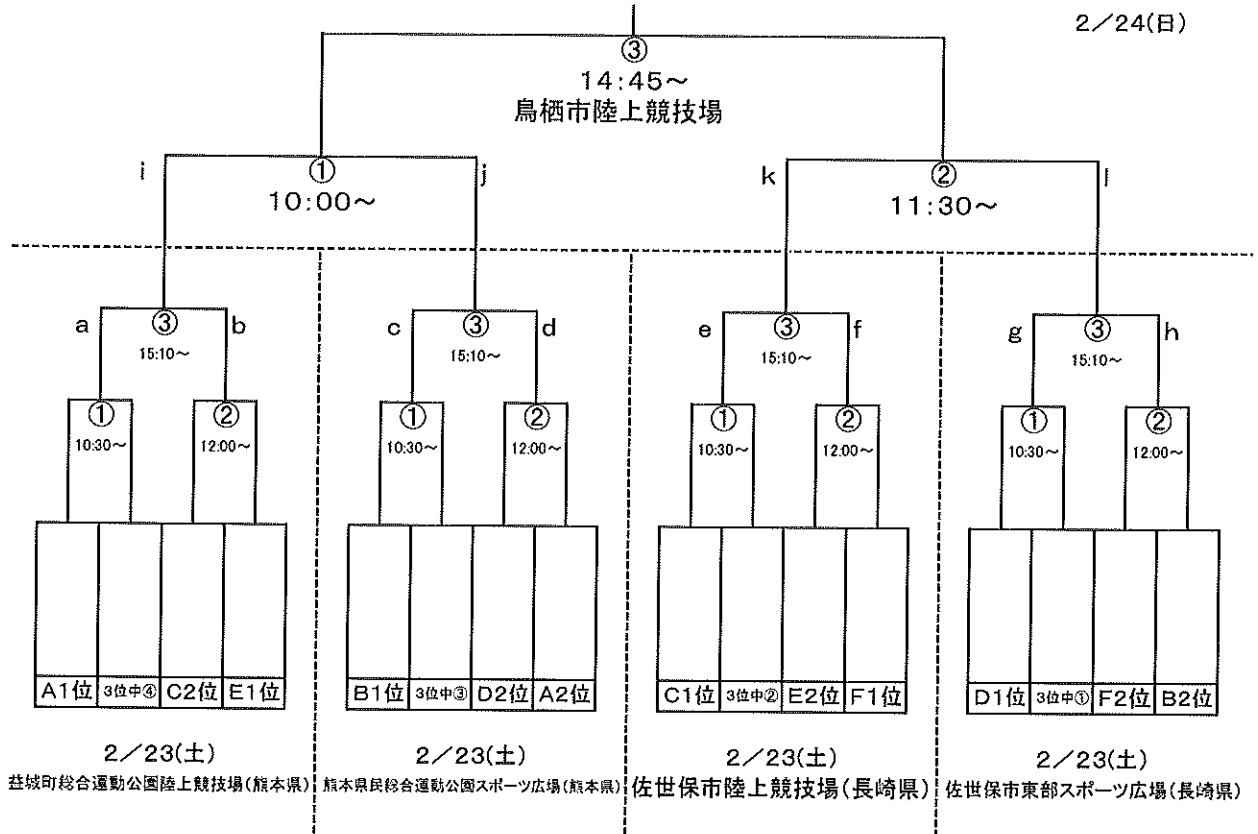 2／24(日)
③
14:45～
鳥栖市陸上競技場
i ① j k ② l
10:00～ 11:30～
a ③ b c ③ d e ③ f g ③ h
15:10～ 15:10～ 15:10～ 15:10～
① ② ① ② ① ② ① ②
10:30～ 12:00～ 10:30～ 12:00～ 10:30～ 12:00～ 10:30～ 12:00～
A1位 3位中④ C2位 E1位 B1位 3位中③ D2位 A2位 C1位 3位中② E2位 F1位 D1位 3位中① F2位 B2位
2／23(土) 2／23(土) 2／23(土) 2／23(土)
益城町総合運動公園陸上競技場(熊本県) 熊本県民総合運動公園スポーツ広場(熊本県) 佐世保市陸上競技場(長崎県) 佐世保市東部スポーツ広場(長崎県)